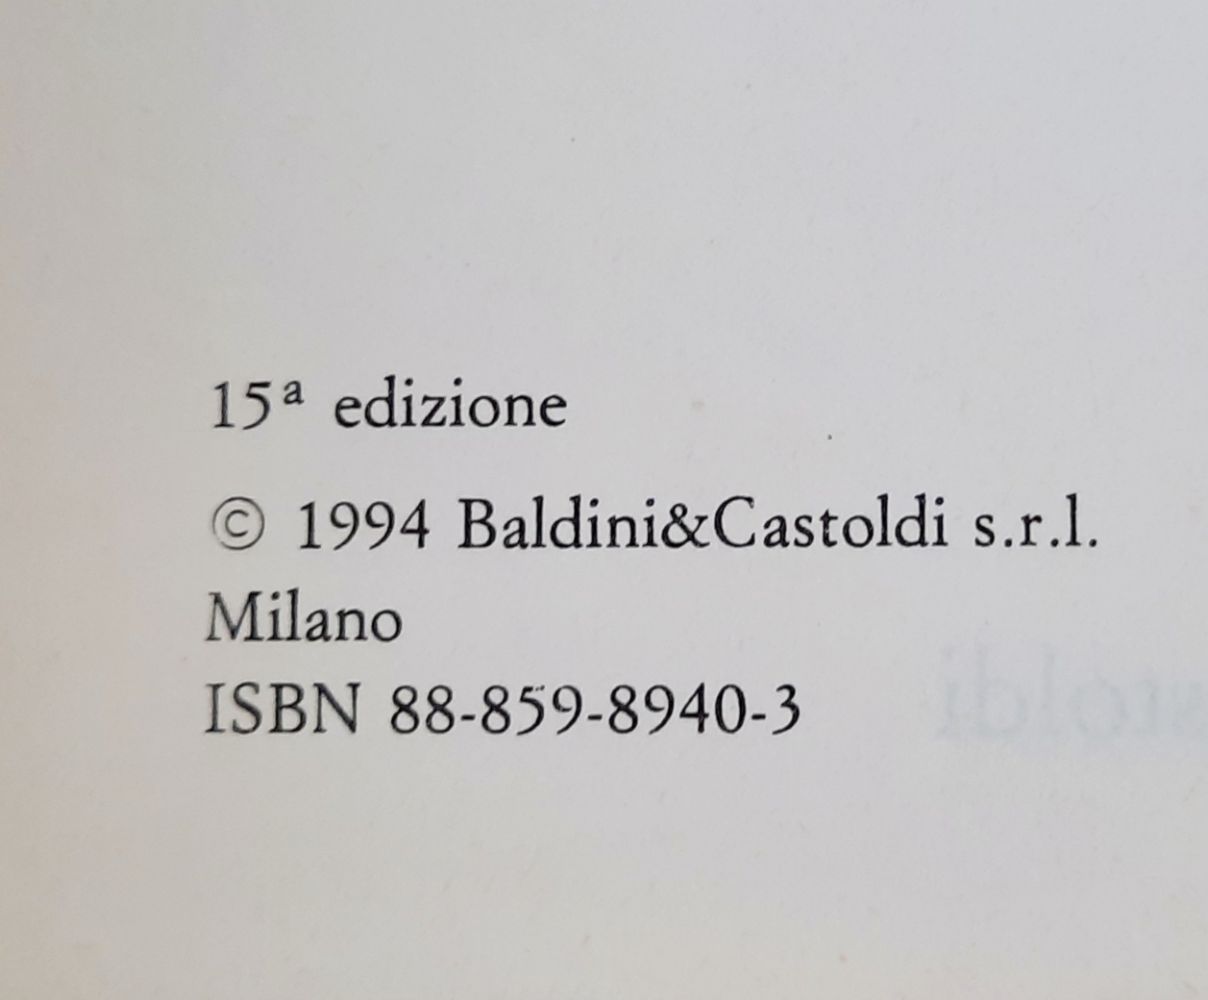 15ª edizione
© 1994 Baldini&Castoldi s.r.l.
Milano
ISBN 88-859-8940-3